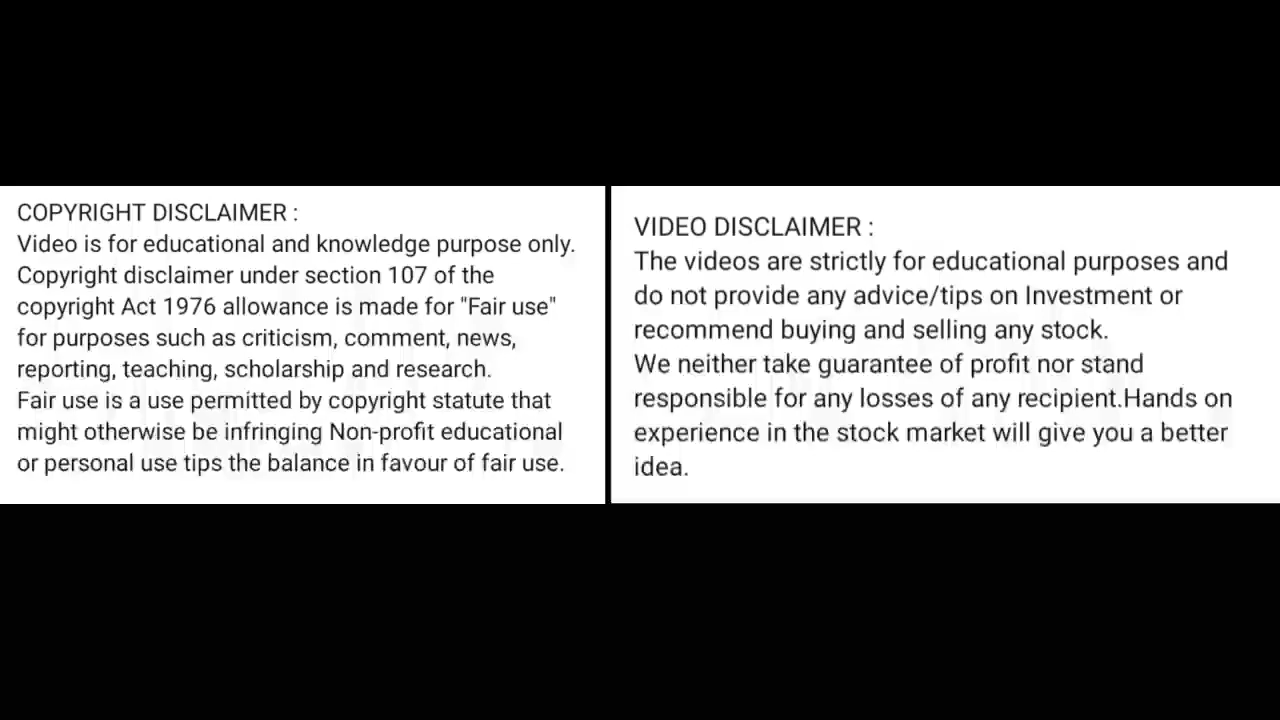 COPYRIGHT DISCLAIMER :
Video is for educational and knowledge purpose only.
Copyright disclaimer under section 107 of the
copyright Act 1976 allowance is made for "Fair use"
for purposes such as criticism, comment, news,
reporting, teaching, scholarship and research.
Fair use is a use permitted by copyright statute that
might otherwise be infringing Non-profit educational
or personal use tips the balance in favour of fair use.
VIDEO DISCLAIMER :
The videos are strictly for educational purposes and
do not provide any advice/tips on Investment or
recommend buying and selling any stock.
We neither take guarantee of profit nor stand
responsible for any losses of any recipient.Hands on
experience in the stock market will give you a better
idea.